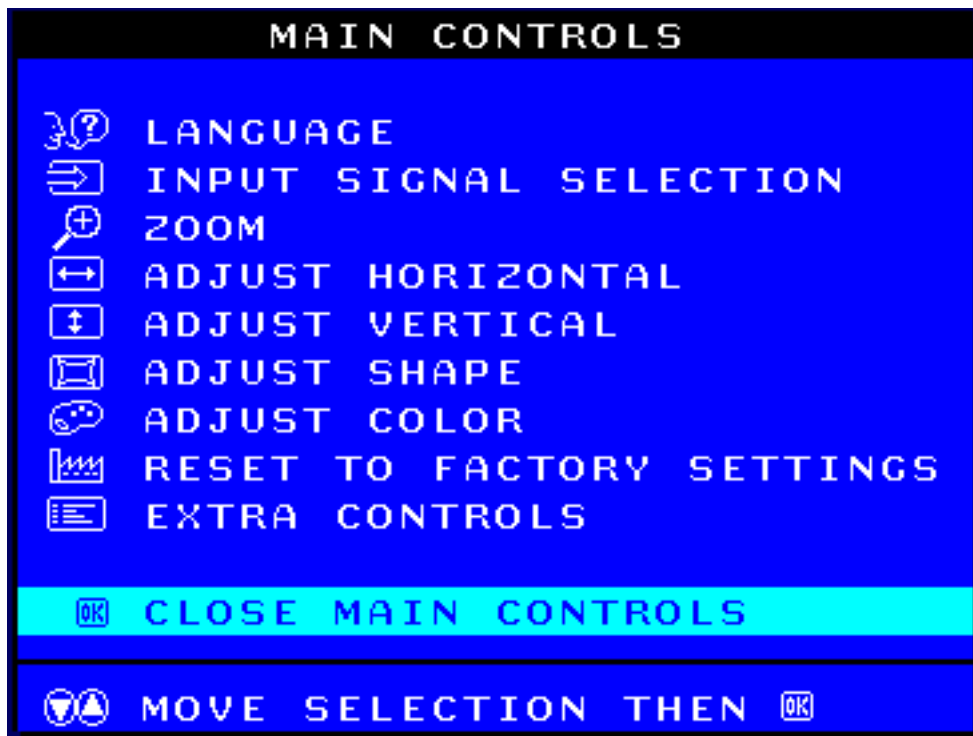 MAIN CONTROLS
LANGUAGE
INPUT SIGNAL SELECTION
ZOOM
ADJUST HORIZONTAL
ADJUST VERTICAL
ADJUST SHAPE
ADJUST COLOR
RESET TO FACTORY SETTINGS
EXTRA CONTROLS
OK CLOSE MAIN CONTROLS
MOVE SELECTION THEN OK